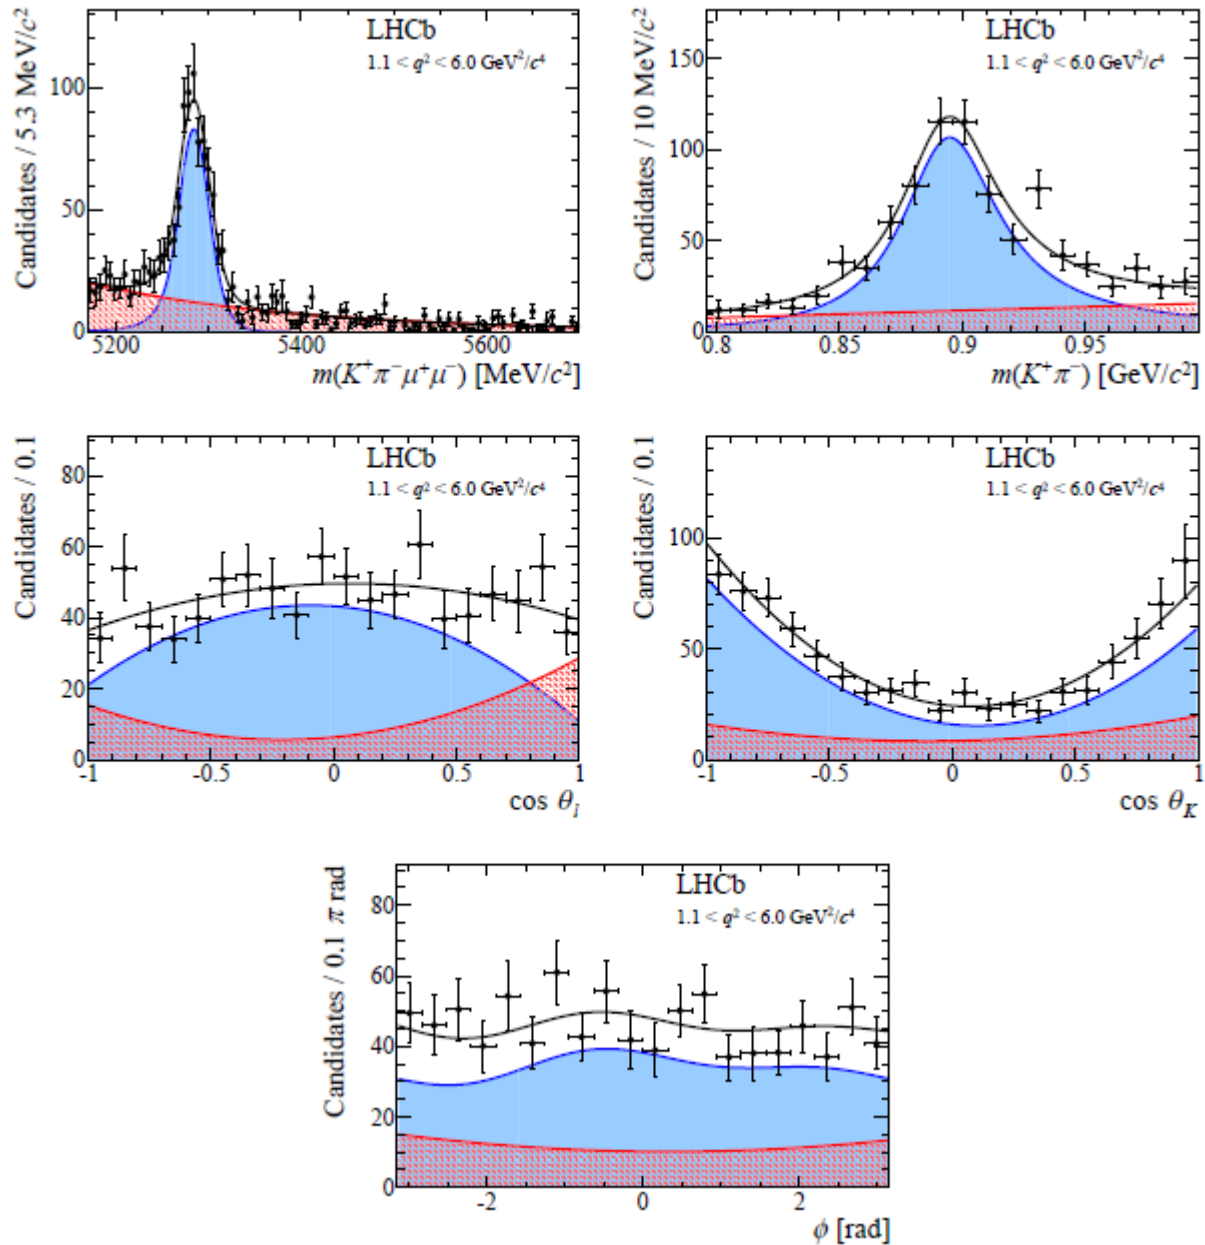 Candidates / 5.3 MeV/c²
LHCb
1.1 < q² < 6.0 GeV²/c⁴
100
50
0
5200
5400
5600
m(K⁺π⁻μ⁺μ⁻) [MeV/c²]
Candidates / 10 MeV/c²
LHCb
1.1 < q² < 6.0 GeV²/c⁴
150
100
50
0
0.8
0.85
0.9
0.95
m(K⁺π⁻) [GeV/c²]
Candidates / 0.1
LHCb
1.1 < q² < 6.0 GeV²/c⁴
80
60
40
20
0
-1
-0.5
0
0.5
1
cos θₗ
Candidates / 0.1
LHCb
1.1 < q² < 6.0 GeV²/c⁴
100
50
0
-1
-0.5
0
0.5
1
cos θ_K
Candidates / 0.1 π rad
LHCb
1.1 < q² < 6.0 GeV²/c⁴
80
60
40
20
0
-2
0
2
ϕ [rad]